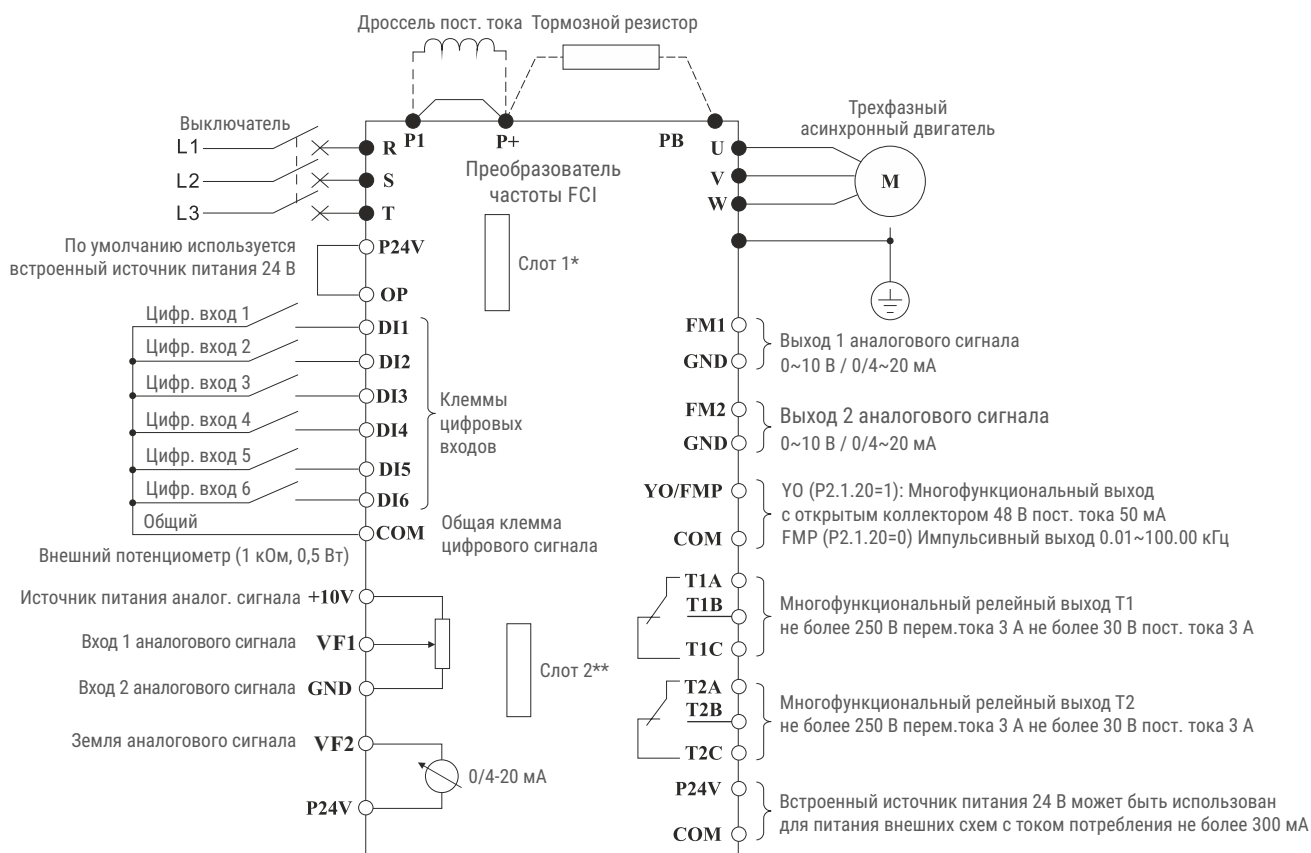 Дроссель пост. тока Тормозной резистор
Выключатель
L1
L2
L3
R
S
T
P1
P+
PB
Преобразователь
частоты FCI
U
V
W
Трехфазный
асинхронный двигатель
M
По умолчанию используется
встроенный источник питания 24 В
P24V
OP
Слот 1*
Цифр. вход 1
DI1
Цифр. вход 2
DI2
Цифр. вход 3
DI3
Цифр. вход 4
DI4
Цифр. вход 5
DI5
Цифр. вход 6
DI6
Клеммы
цифровых
входов
Общий
COM
Общая клемма
цифрового сигнала
Внешний потенциометр (1 кОм, 0,5 Вт)
Источник питания аналог. сигнала +10V
Вход 1 аналогового сигнала VF1
Вход 2 аналогового сигнала GND
Земля аналогового сигнала VF2
0/4-20 мА
P24V
Слот 2**
FM1
GND
Выход 1 аналогового сигнала
0~10 В / 0/4~20 мА
FM2
GND
Выход 2 аналогового сигнала
0~10 В / 0/4~20 мА
YO/FMP
COM
YO (P2.1.20=1): Многофункциональный выход
с открытым коллектором 48 В пост. тока 50 мА
FMP (P2.1.20=0) Импульсивный выход 0.01~100.00 кГц
T1A
T1B
T1C
Многофункциональный релейный выход T1
не более 250 В перем.тока 3 А не более 30 В пост. тока 3 А
T2A
T2B
T2C
Многофункциональный релейный выход T2
не более 250 В перем.тока 3 А не более 30 В пост. тока 3 А
P24V
COM
Встроенный источник питания 24 В может быть использован
для питания внешних схем с током потребления не более 300 мА